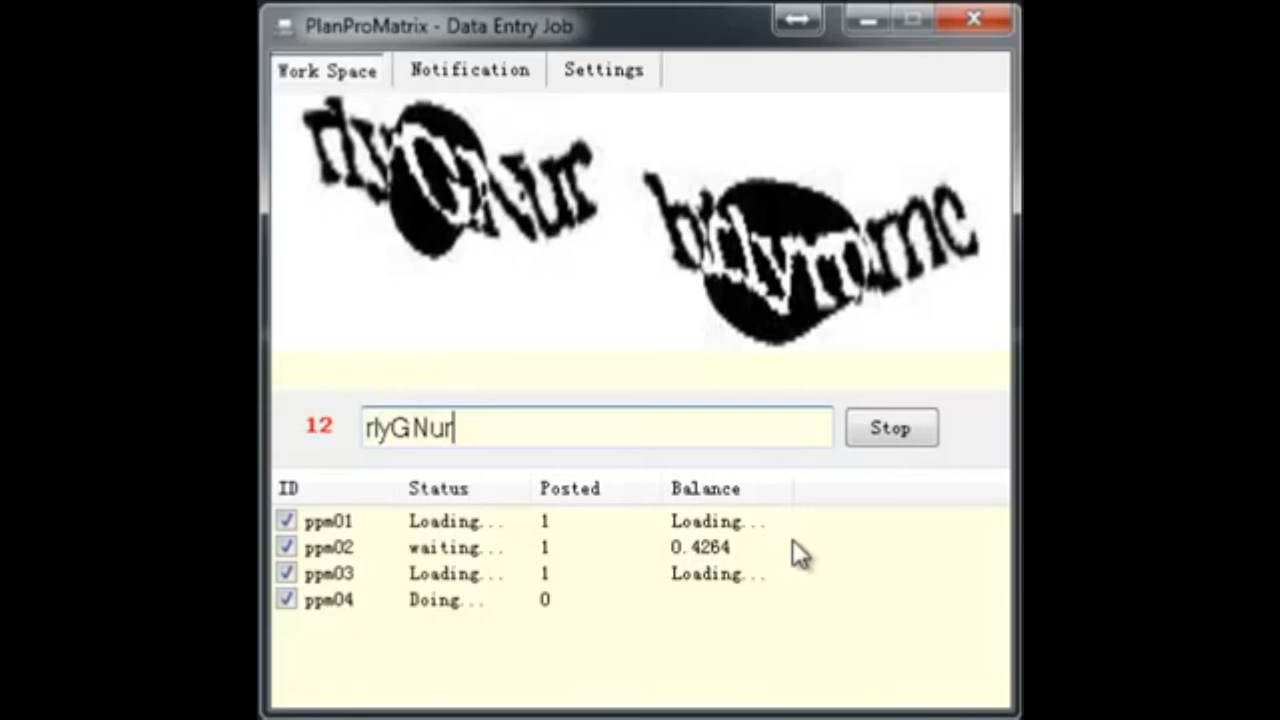 PlanProMatrix - Data Entry Job
Work Space Notification Settings
rlyGNur
12 rlyGNur Stop
ID Status Posted Balance
ppm01 Loading... 1 Loading...
ppm02 waiting... 1 0.4264
ppm03 Loading... 1 Loading...
ppm04 Doing... 0